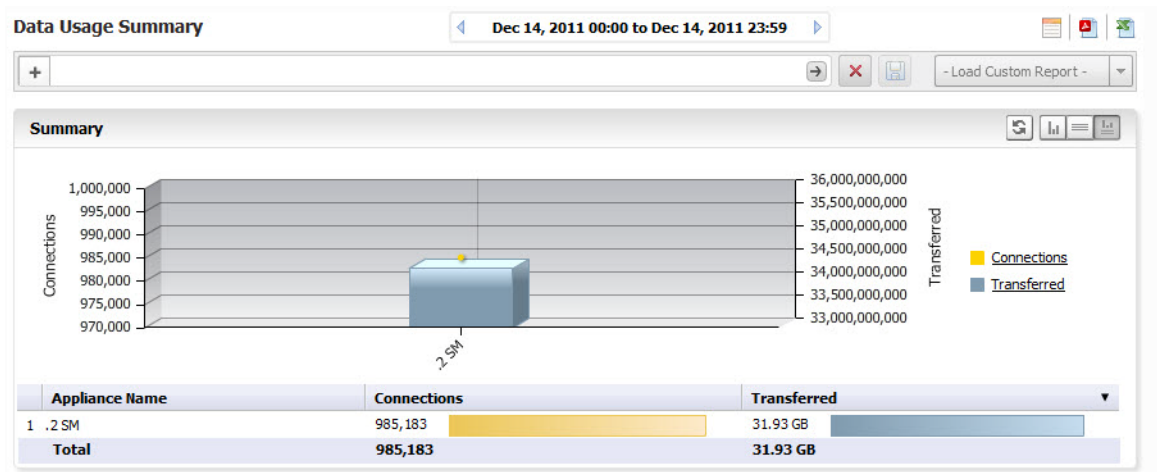 Data Usage Summary
Dec 14, 2011 00:00 to Dec 14, 2011 23:59
- Load Custom Report -
Summary
Connections
1,000,000
995,000
990,000
985,000
980,000
975,000
970,000
36,000,000,000
35,500,000,000
35,000,000,000
34,500,000,000
34,000,000,000
33,500,000,000
33,000,000,000
Transferred
Connections
Transferred
.2 SM
Appliance Name Connections Transferred
1 .2 SM 985,183 31.93 GB
Total 985,183 31.93 GB